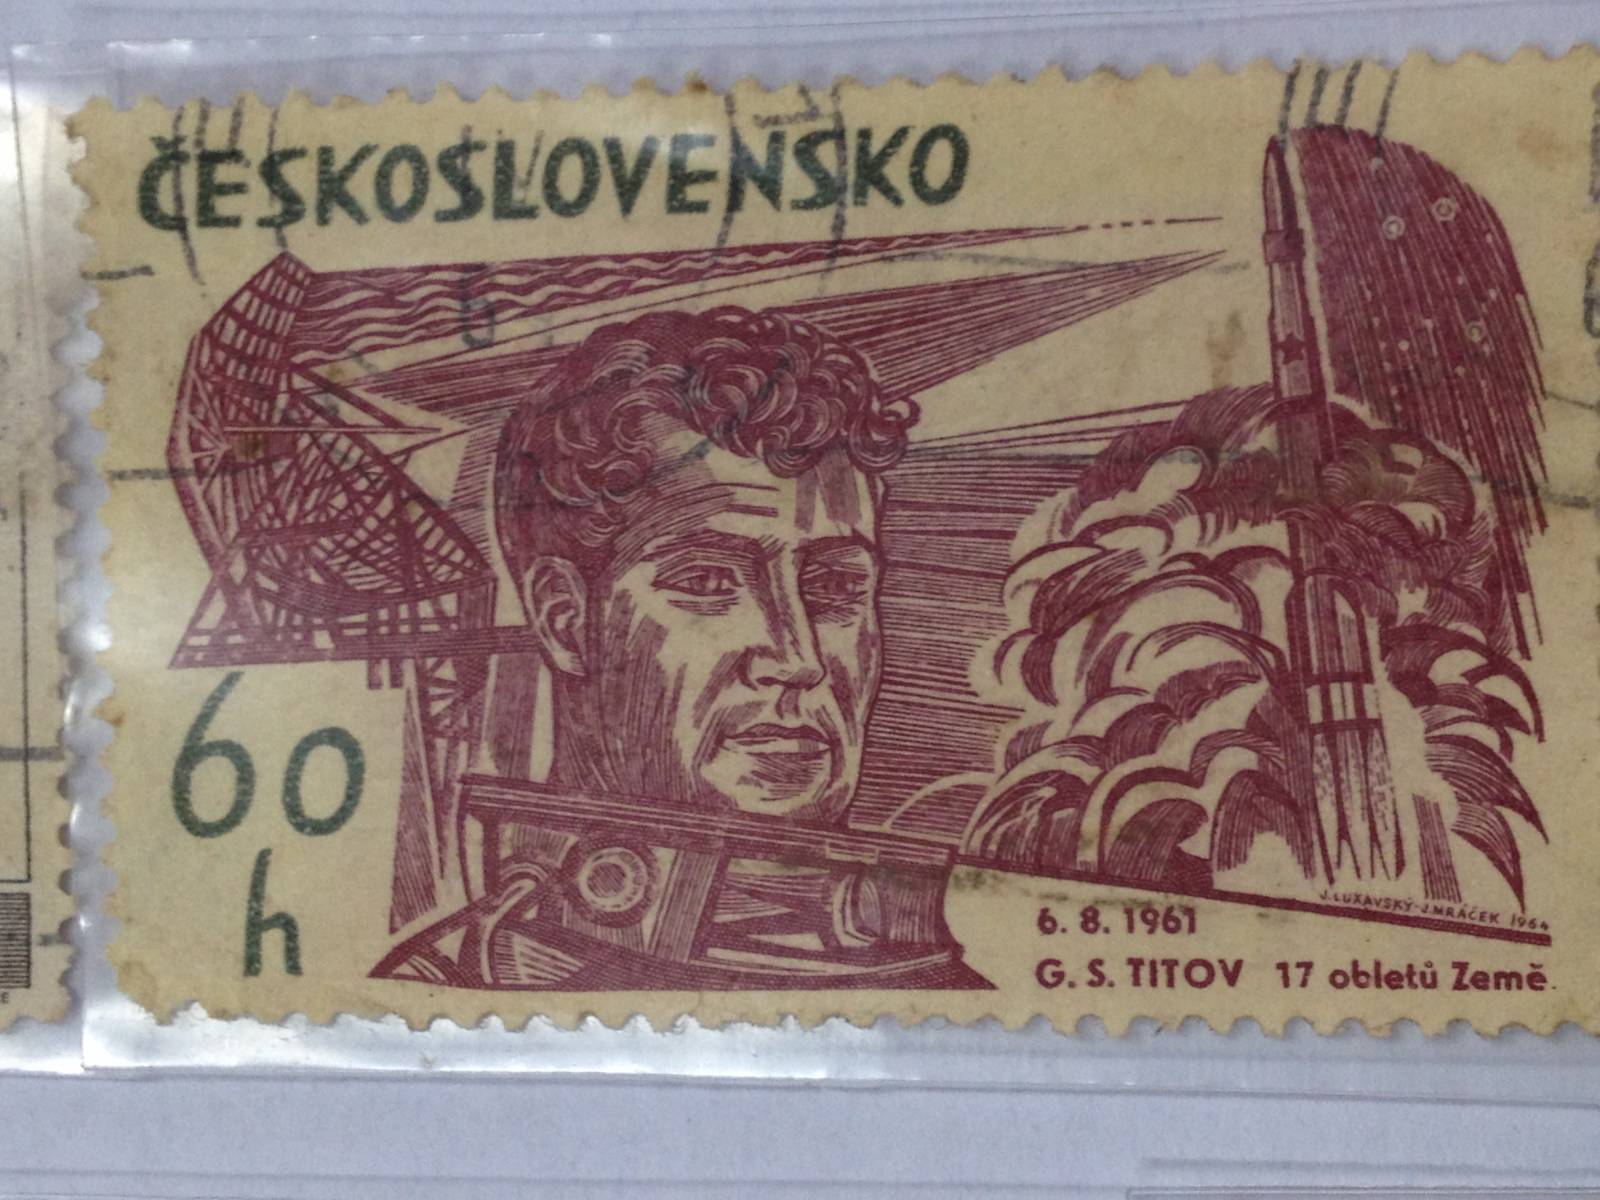 ČESKOSLOVENSKO
60
h
J. LUKAVSKÝ - J. MRÁČEK 1964
6. 8. 1961
G. S. TITOV 17 obletů Země